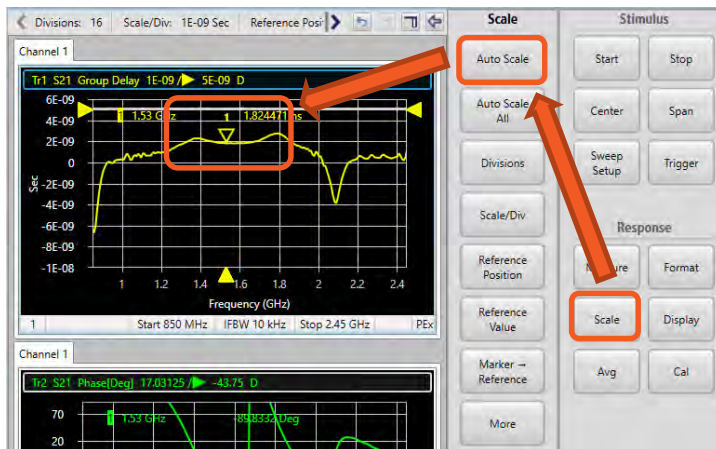 Divisions: 16 Scale/Div: 1E-09 Sec Reference Posi
Channel 1
Tr1 S21 Group Delay 1E-09 / 5E-09 D
6E-09
4E-09
2E-09
0
-2E-09
-4E-09
-6E-09
-8E-09
-1E-08
Sec
1 1.53 GHz 1 1.824471 ns
1 1.2 1.4 1.6 1.8 2 2.2 2.4
Frequency (GHz)
1 Start 850 MHz IFBW 10 kHz Stop 2.45 GHz PEx
Channel 1
Tr2 S21 Phase[Deg] 17.03125 / -43.75 D
70
20
1 1.53 GHz -89.8332 Deg
Scale
Auto Scale
Auto Scale
All
Divisions
Scale/Div
Reference
Position
Reference
Value
Marker →
Reference
More
Stimulus
Start Stop
Center Span
Sweep
Setup
Trigger
Response
Format
Scale Display
Avg Cal